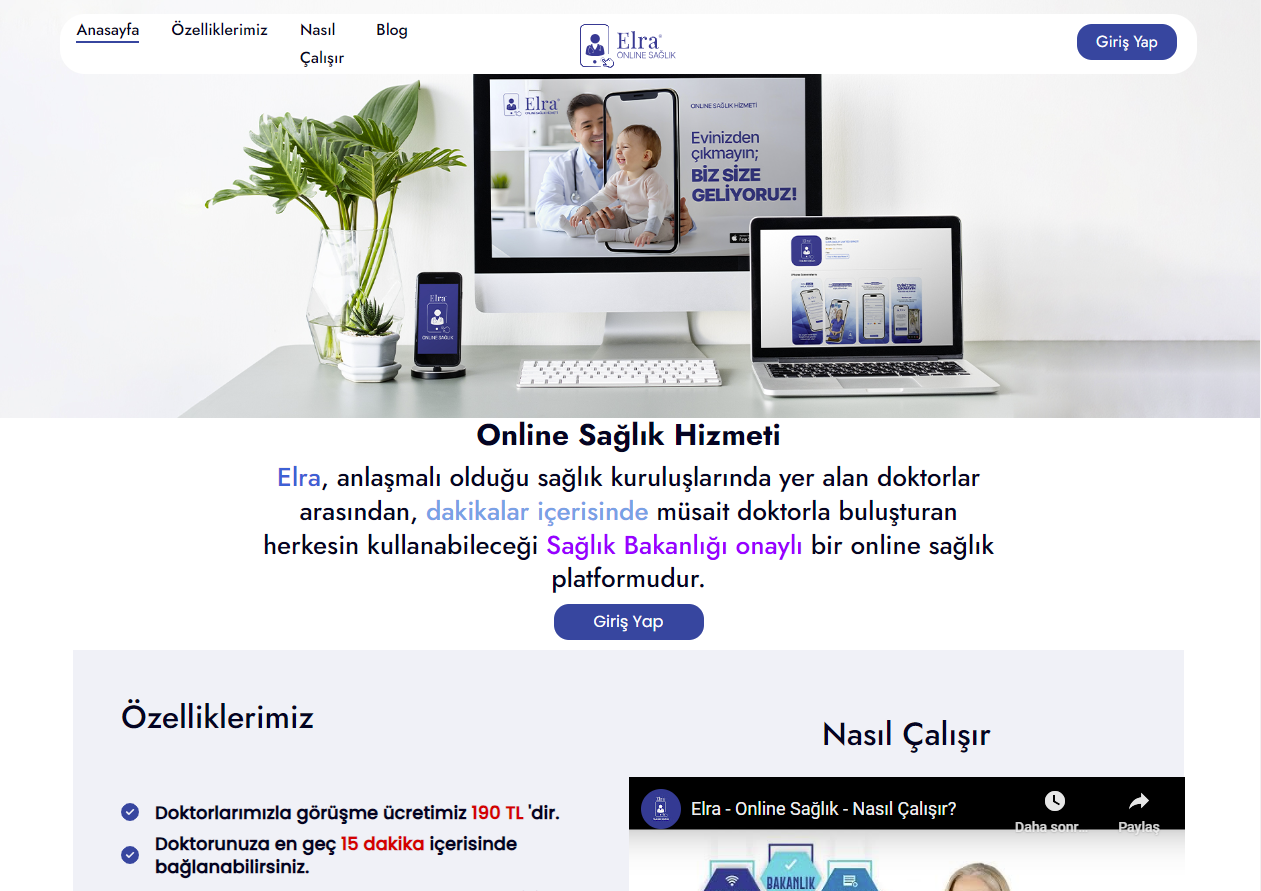 Anasayfa
Özelliklerimiz
Nasıl
Çalışır
Blog
Elra
ONLINE SAĞLIK
Giriş Yap
Elra
ONLINE SAĞLIK HİZMETİ
ONLINE SAĞLIK HİZMETİ
Evinizden
çıkmayın;
BİZ SİZE
GELİYORUZ!
Elra
ONLINE SAĞLIK
Online Sağlık Hizmeti
Elra, anlaşmalı olduğu sağlık kuruluşlarında yer alan doktorlar
arasından, dakikalar içerisinde müsait doktorla buluşturan
herkesin kullanabileceği Sağlık Bakanlığı onaylı bir online sağlık
platformudur.
Giriş Yap
Özelliklerimiz
Nasıl Çalışır
Doktorlarımızla görüşme ücretimiz 190 TL 'dir.
Doktorunuza en geç 15 dakika içerisinde
bağlanabilirsiniz.
Elra - Online Sağlık - Nasıl Çalışır?
Daha sonr...
Paylaş
BAKANLIK